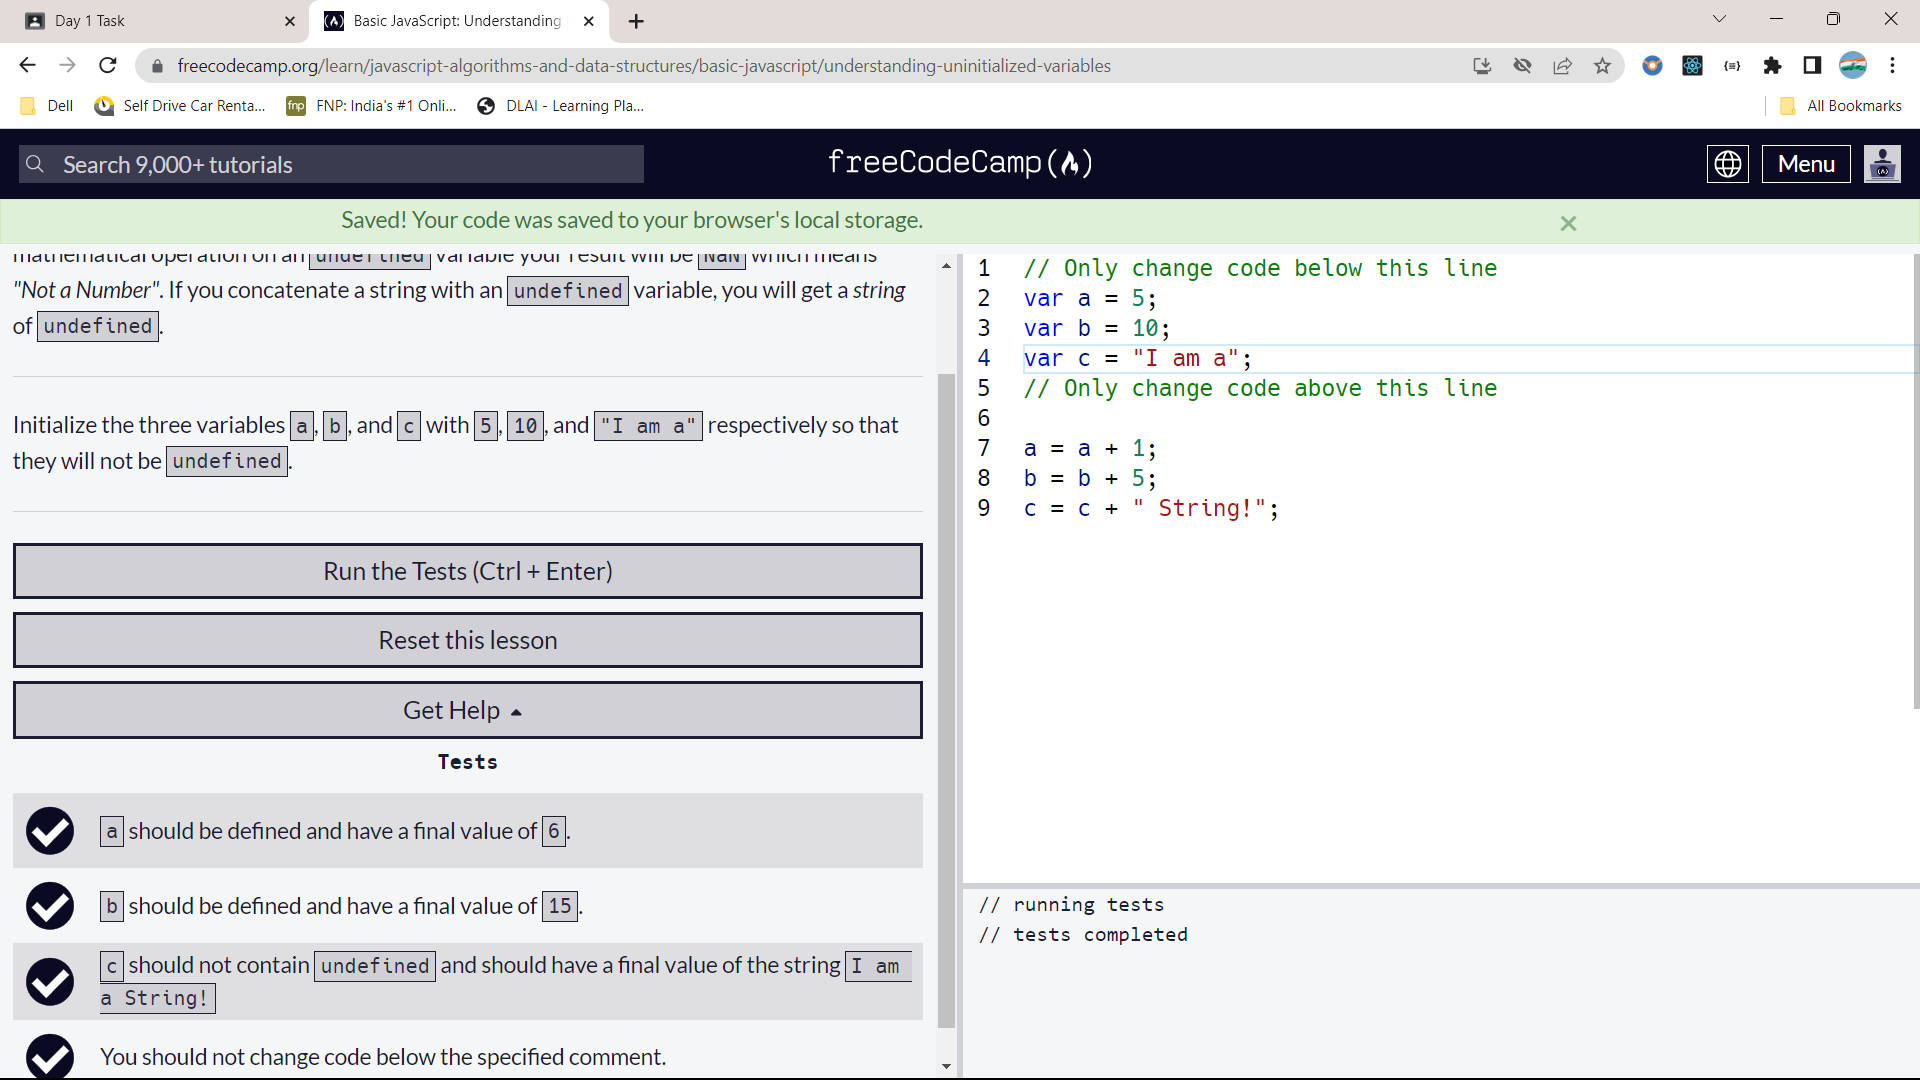 Day 1 Task
Basic JavaScript: Understanding
freecodecamp.org/learn/javascript-algorithms-and-data-structures/basic-javascript/understanding-uninitialized-variables
Dell
Self Drive Car Renta...
fnp
FNP: India's #1 Onli...
DLAI - Learning Pla...
All Bookmarks
Search 9,000+ tutorials
freeCodeCamp
Menu
Saved! Your code was saved to your browser's local storage.
mathematical operation on an undefined variable your result will be NaN which means
"Not a Number". If you concatenate a string with an undefined variable, you will get a string
of undefined.
Initialize the three variables a, b, and c with 5, 10, and "I am a" respectively so that
they will not be undefined.
Run the Tests (Ctrl + Enter)
Reset this lesson
Get Help
Tests
a should be defined and have a final value of 6.
b should be defined and have a final value of 15.
c should not contain undefined and should have a final value of the string I am
a String!
You should not change code below the specified comment.
1 // Only change code below this line
2 var a = 5;
3 var b = 10;
4 var c = "I am a";
5 // Only change code above this line
6
7 a = a + 1;
8 b = b + 5;
9 c = c + " String!";
// running tests
// tests completed